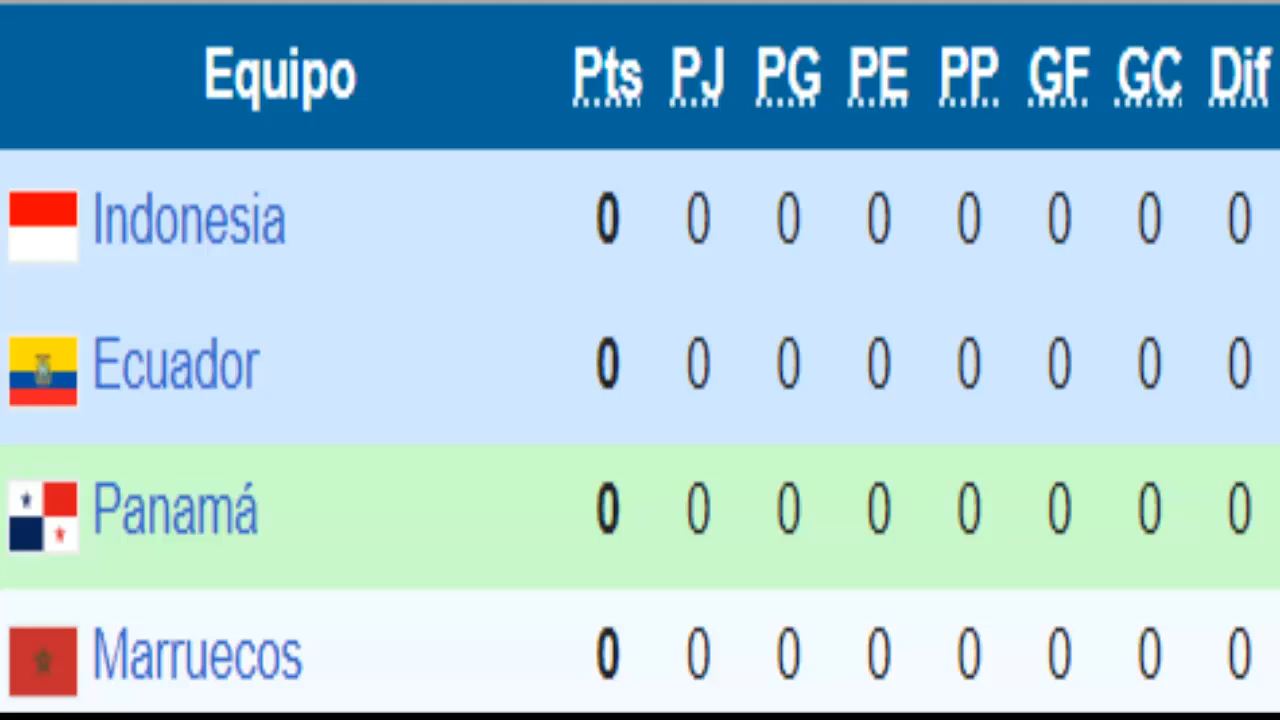 Equipo Pts PJ PG PE PP GF GC Dif
Indonesia 0 0 0 0 0 0 0 0
Ecuador 0 0 0 0 0 0 0 0
Panamá 0 0 0 0 0 0 0 0
Marruecos 0 0 0 0 0 0 0 0